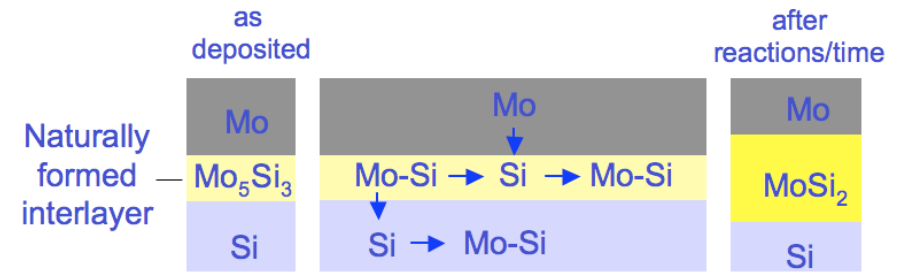 as
deposited
after
reactions/time
Naturally
formed
interlayer
Mo
Mo5Si3
Si
Mo
Mo-Si → Si → Mo-Si
Si → Mo-Si
Mo
MoSi2
Si